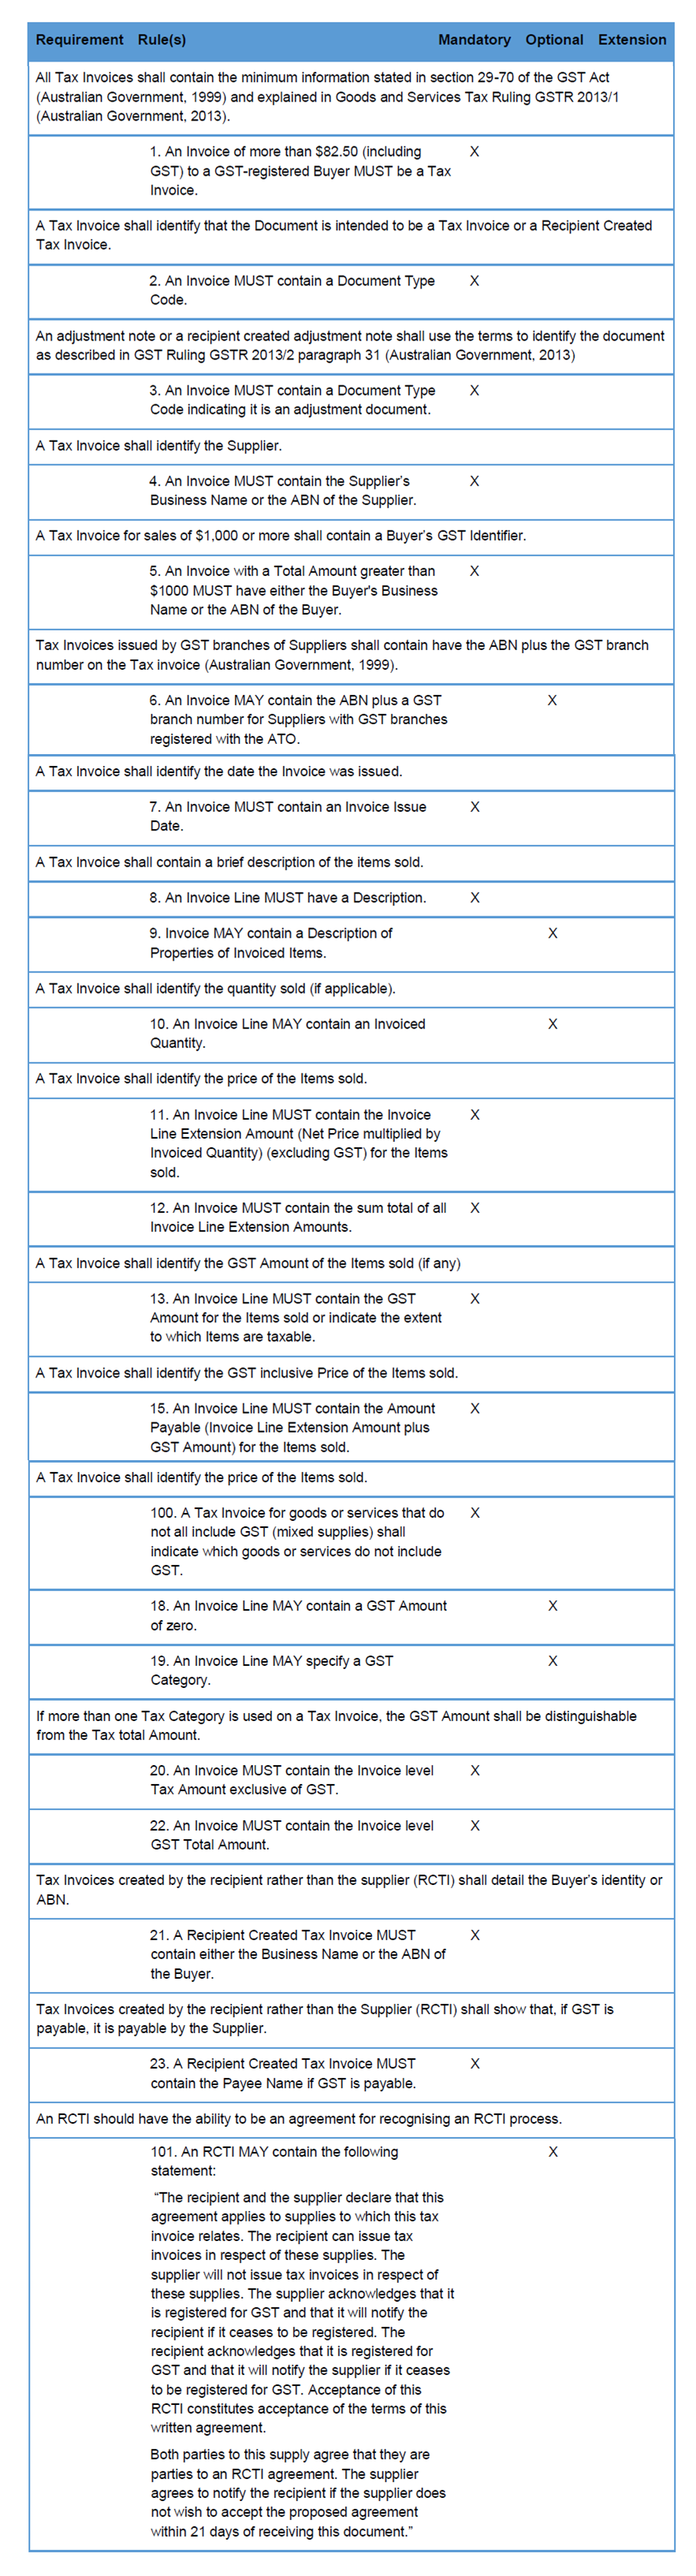 Requirement Rule(s) Mandatory Optional Extension
All Tax Invoices shall contain the minimum information stated in section 29-70 of the GST Act
(Australian Government, 1999) and explained in Goods and Services Tax Ruling GSTR 2013/1
(Australian Government, 2013).
1. An Invoice of more than $82.50 (including X
GST) to a GST-registered Buyer MUST be a Tax
Invoice.
A Tax Invoice shall identify that the Document is intended to be a Tax Invoice or a Recipient Created
Tax Invoice.
2. An Invoice MUST contain a Document Type X
Code.
An adjustment note or a recipient created adjustment note shall use the terms to identify the document
as described in GST Ruling GSTR 2013/2 paragraph 31 (Australian Government, 2013)
3. An Invoice MUST contain a Document Type X
Code indicating it is an adjustment document.
A Tax Invoice shall identify the Supplier.
4. An Invoice MUST contain the Supplier's X
Business Name or the ABN of the Supplier.
A Tax Invoice for sales of $1,000 or more shall contain a Buyer's GST Identifier.
5. An Invoice with a Total Amount greater than X
$1000 MUST have either the Buyer's Business
Name or the ABN of the Buyer.
Tax Invoices issued by GST branches of Suppliers shall contain have the ABN plus the GST branch
number on the Tax invoice (Australian Government, 1999).
6. An Invoice MAY contain the ABN plus a GST X
branch number for Suppliers with GST branches
registered with the ATO.
A Tax Invoice shall identify the date the Invoice was issued.
7. An Invoice MUST contain an Invoice Issue X
Date.
A Tax Invoice shall contain a brief description of the items sold.
8. An Invoice Line MUST have a Description. X
9. Invoice MAY contain a Description of X
Properties of Invoiced Items.
A Tax Invoice shall identify the quantity sold (if applicable).
10. An Invoice Line MAY contain an Invoiced X
Quantity.
A Tax Invoice shall identify the price of the Items sold.
11. An Invoice Line MUST contain the Invoice X
Line Extension Amount (Net Price multiplied by
Invoiced Quantity) (excluding GST) for the Items
sold.
12. An Invoice MUST contain the sum total of all X
Invoice Line Extension Amounts.
A Tax Invoice shall identify the GST Amount of the Items sold (if any)
13. An Invoice Line MUST contain the GST X
Amount for the Items sold or indicate the extent
to which Items are taxable.
A Tax Invoice shall identify the GST inclusive Price of the Items sold.
15. An Invoice Line MUST contain the Amount X
Payable (Invoice Line Extension Amount plus
GST Amount) for the Items sold.
A Tax Invoice shall identify the price of the Items sold.
100. A Tax Invoice for goods or services that do X
not all include GST (mixed supplies) shall
indicate which goods or services do not include
GST.
18. An Invoice Line MAY contain a GST Amount X
of zero.
19. An Invoice Line MAY specify a GST X
Category.
If more than one Tax Category is used on a Tax Invoice, the GST Amount shall be distinguishable
from the Tax total Amount.
20. An Invoice MUST contain the Invoice level X
Tax Amount exclusive of GST.
22. An Invoice MUST contain the Invoice level X
GST Total Amount.
Tax Invoices created by the recipient rather than the supplier (RCTI) shall detail the Buyer's identity or
ABN.
21. A Recipient Created Tax Invoice MUST X
contain either the Business Name or the ABN of
the Buyer.
Tax Invoices created by the recipient rather than the Supplier (RCTI) shall show that, if GST is
payable, it is payable by the Supplier.
23. A Recipient Created Tax Invoice MUST X
contain the Payee Name if GST is payable.
An RCTI should have the ability to be an agreement for recognising an RCTI process.
101. An RCTI MAY contain the following X
statement:
“The recipient and the supplier declare that this
agreement applies to supplies to which this tax
invoice relates. The recipient can issue tax
invoices in respect of these supplies. The
supplier will not issue tax invoices in respect of
these supplies. The supplier acknowledges that it
is registered for GST and that it will notify the
recipient if it ceases to be registered. The
recipient acknowledges that it is registered for
GST and that it will notify the supplier if it ceases
to be registered for GST. Acceptance of this
RCTI constitutes acceptance of the terms of this
written agreement.
Both parties to this supply agree that they are
parties to an RCTI agreement. The supplier
agrees to notify the recipient if the supplier does
not wish to accept the proposed agreement
within 21 days of receiving this document.”